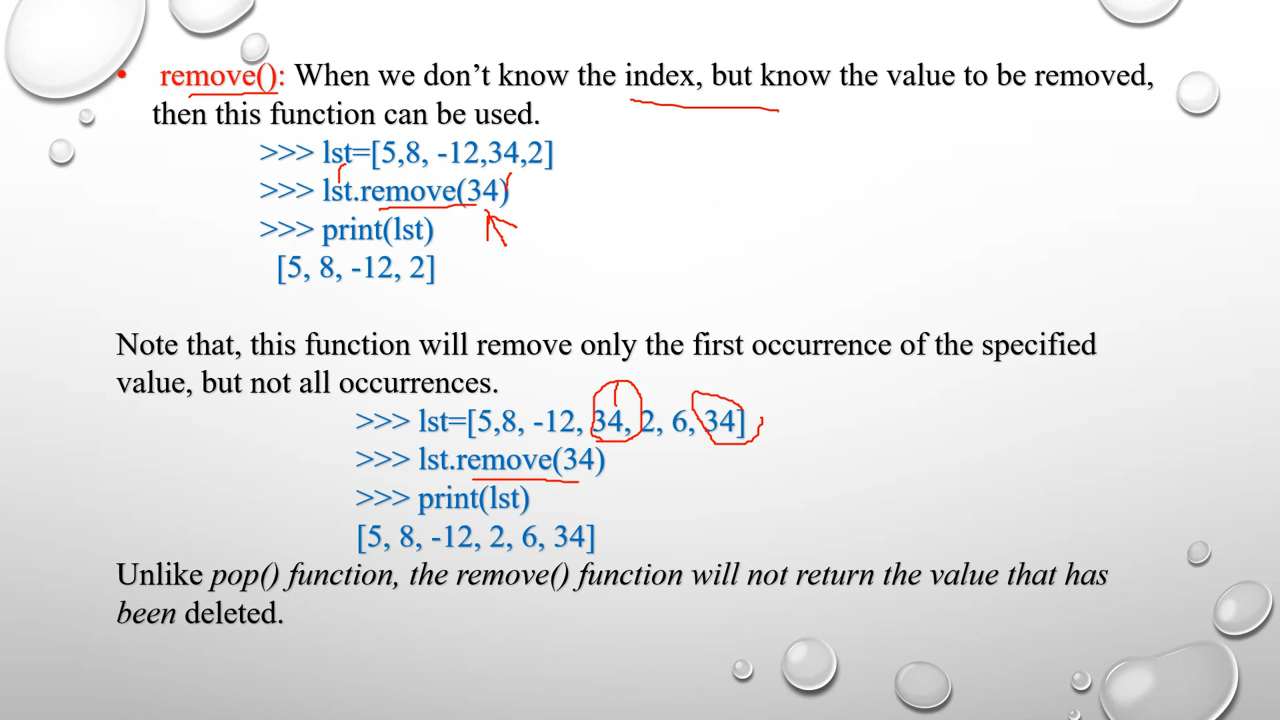 • remove(): When we don’t know the index, but know the value to be removed,
then this function can be used.
>>> lst=[5,8, -12,34,2]
>>> lst.remove(34)
>>> print(lst)
[5, 8, -12, 2]
Note that, this function will remove only the first occurrence of the specified
value, but not all occurrences.
>>> lst=[5,8, -12, 34, 2, 6, 34]
>>> lst.remove(34)
>>> print(lst)
[5, 8, -12, 2, 6, 34]
Unlike pop() function, the remove() function will not return the value that has
been deleted.